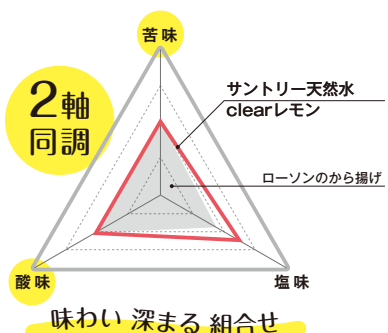 苦味
2軸
同調
サントリー天然水
clearレモン
ローソンのから揚げ
酸味
塩味
味わい 深まる 組合せ